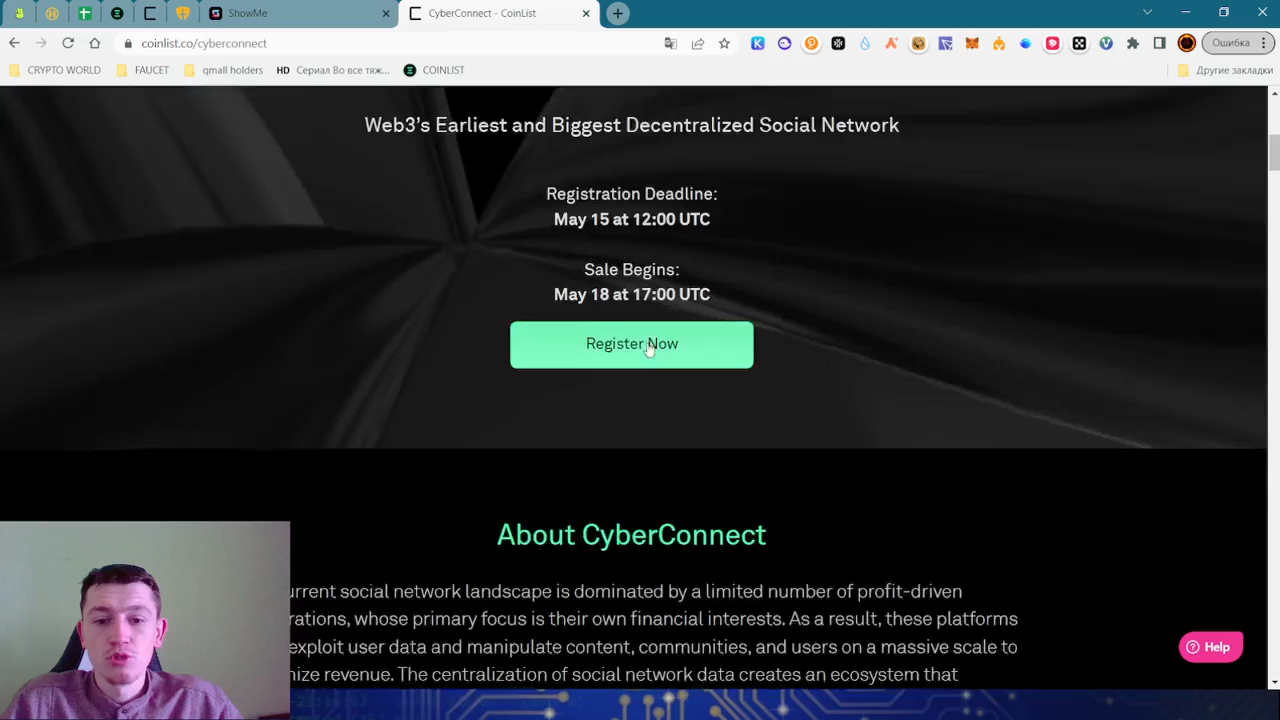 ShowMe
CyberConnect - CoinList
coinlist.co/cyberconnect
Ошибка
CRYPTO WORLD
FAUCET
qmall holders
HD Сериал Во все тяж...
COINLIST
Другие закладки
Web3's Earliest and Biggest Decentralized Social Network
Registration Deadline:
May 15 at 12:00 UTC
Sale Begins:
May 18 at 17:00 UTC
Register Now
About CyberConnect
urrent social network landscape is dominated by a limited number of profit-driven
rations, whose primary focus is their own financial interests. As a result, these platforms
exploit user data and manipulate content, communities, and users on a massive scale to
nize revenue. The centralization of social network data creates an ecosystem that
Help